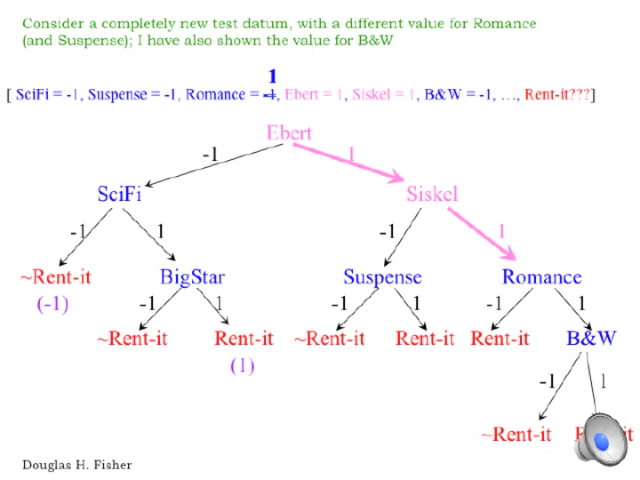 Consider a completely new test datum, with a different value for Romance
(and Suspense); I have also shown the value for B&W
1
[ SciFi = -1, Suspense = -1, Romance = -1, Ebert = 1, Siskel = 1, B&W = -1, …, Rent-it???]
Ebert
-1 1
SciFi Siskel
-1 1 -1 1
~Rent-it BigStar Suspense Romance
(-1) -1 1 -1 1 -1 1
~Rent-it Rent-it ~Rent-it Rent-it Rent-it B&W
(1)
-1 1
~Rent-it
Douglas H. Fisher